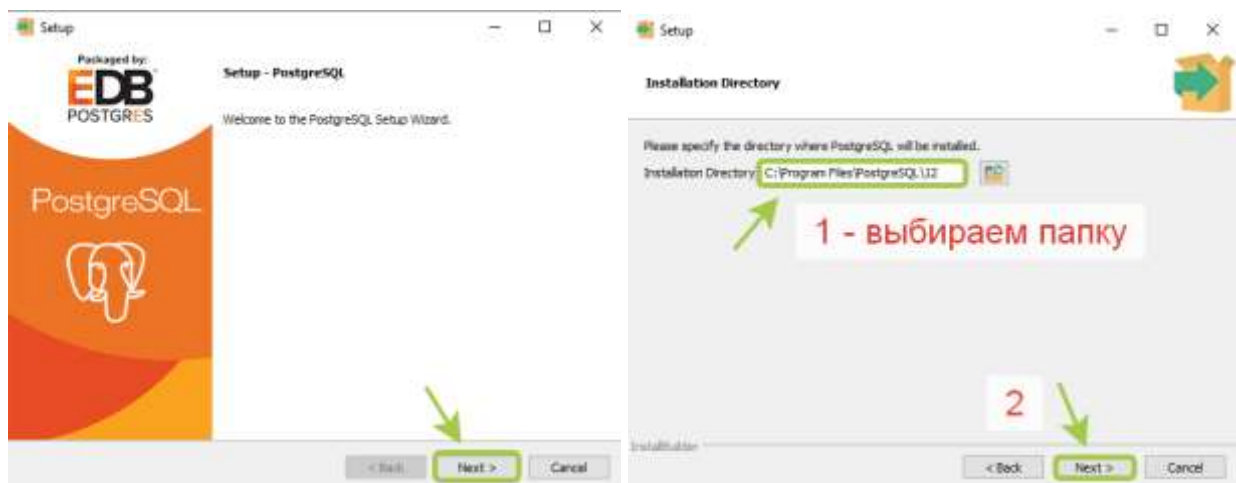 Setup
Packaged by:
EDB
POSTGRES
PostgreSQL
Setup - PostgreSQL
Welcome to the PostgreSQL Setup Wizard.
< Back
Next >
Cancel
Setup
Installation Directory
Please specify the directory where PostgreSQL will be installed.
Installation Directory C:\Program Files\PostgreSQL\12
1 - выбираем папку
2
InstallBuilder
< Back
Next >
Cancel